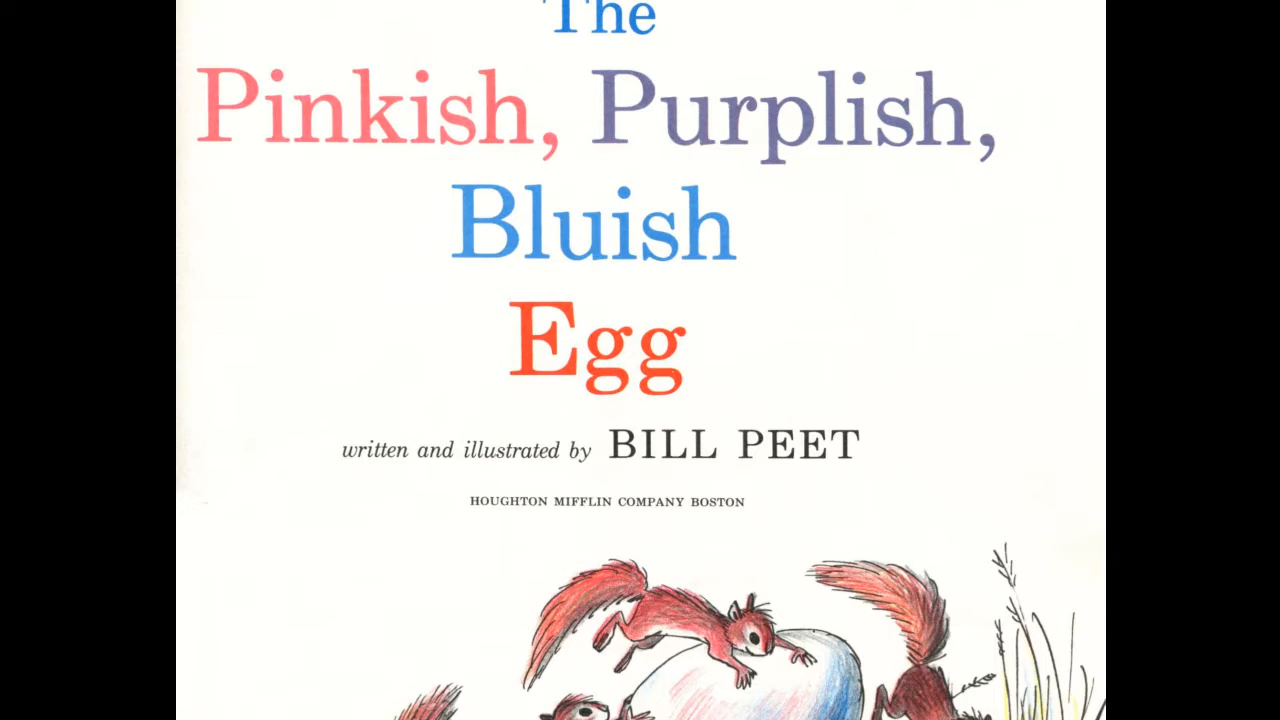 The
Pinkish, Purplish,
Bluish
Egg
written and illustrated by BILL PEET
HOUGHTON MIFFLIN COMPANY BOSTON